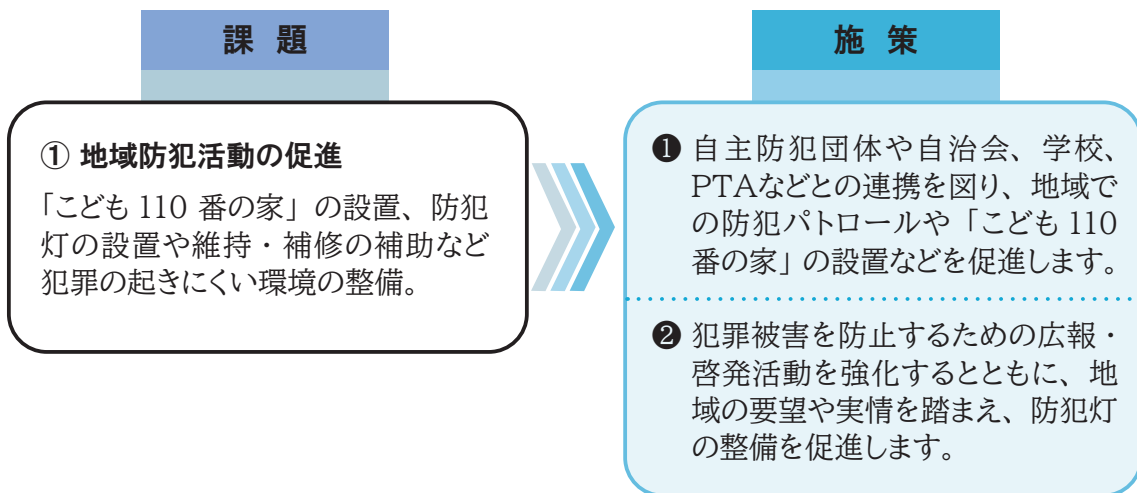 課 題
① 地域防犯活動の促進
「こども 110 番の家」の設置、防犯
灯の設置や維持・補修の補助など
犯罪の起きにくい環境の整備。
施 策
❶ 自主防犯団体や自治会、学校、
PTAなどとの連携を図り、地域で
の防犯パトロールや「こども 110
番の家」の設置などを促進します。
❷ 犯罪被害を防止するための広報・
啓発活動を強化するとともに、地
域の要望や実情を踏まえ、防犯灯
の整備を促進します。